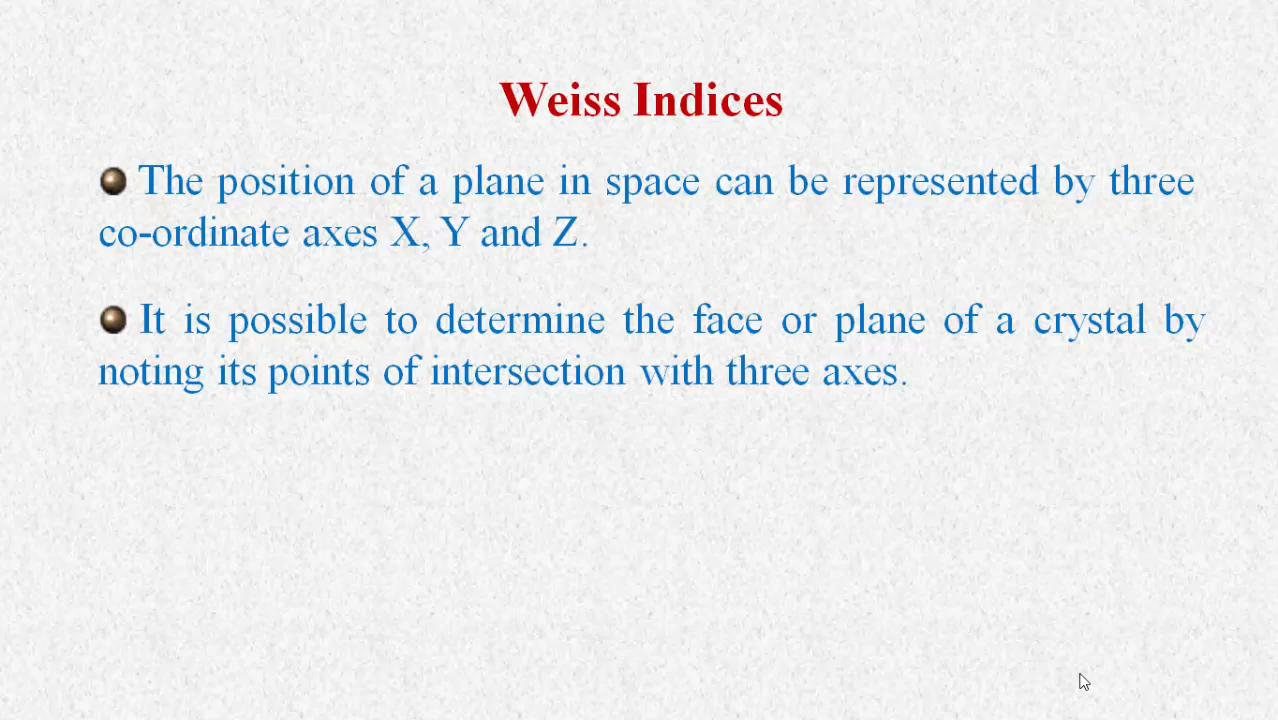 Weiss Indices
The position of a plane in space can be represented by three
co-ordinate axes X, Y and Z.
It is possible to determine the face or plane of a crystal by
noting its points of intersection with three axes.